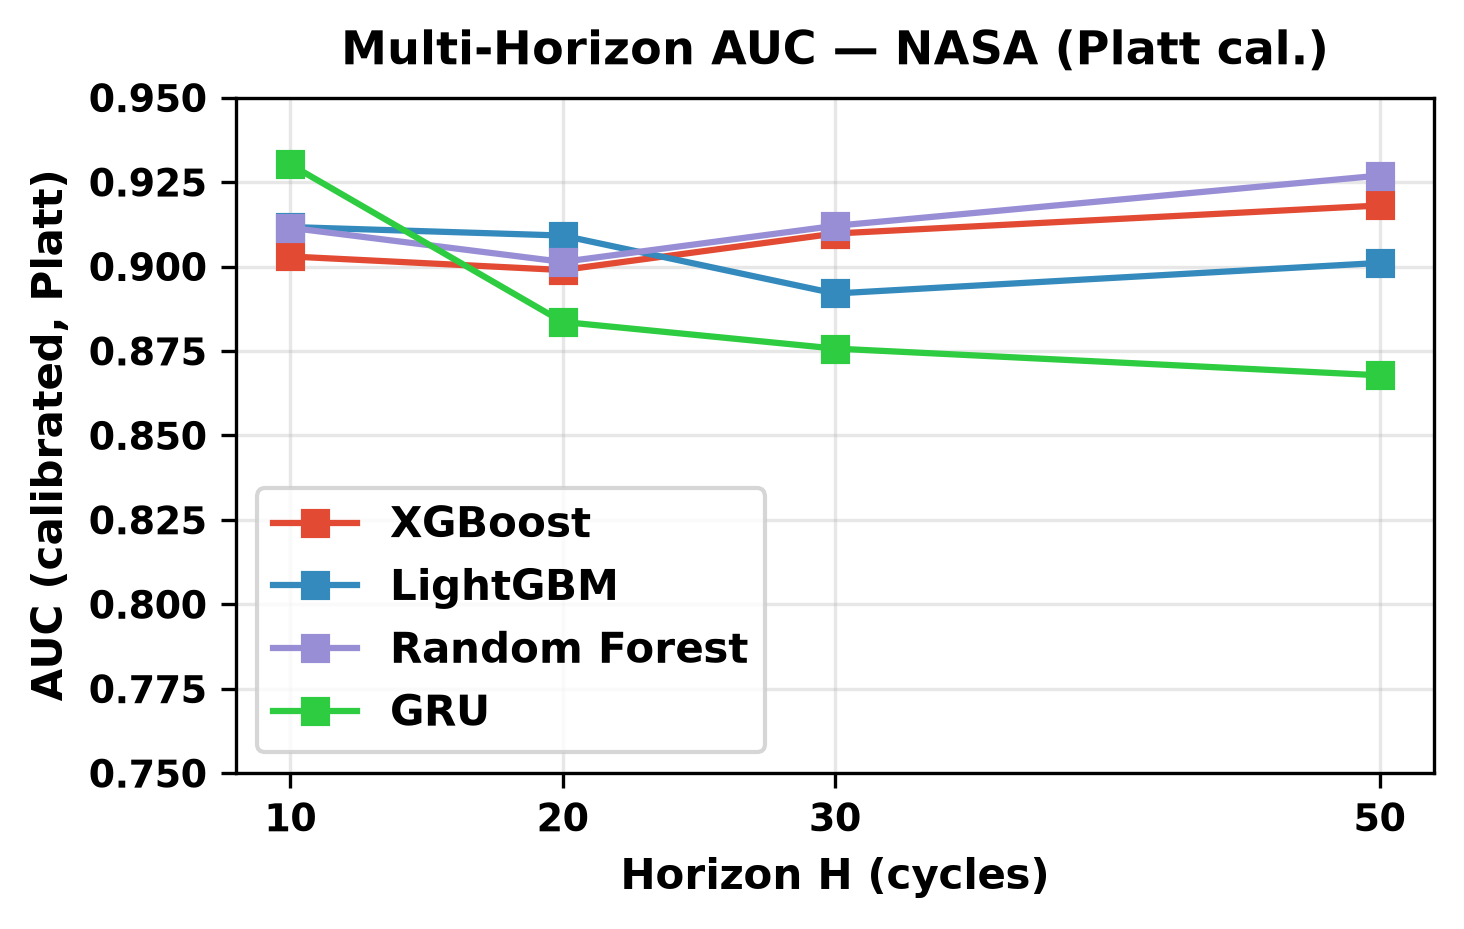 Multi-Horizon AUC — NASA (Platt cal.)
AUC (calibrated, Platt)
0.950
0.925
0.900
0.875
0.850
0.825
0.800
0.775
0.750
XGBoost
LightGBM
Random Forest
GRU
10 20 30 50
Horizon H (cycles)